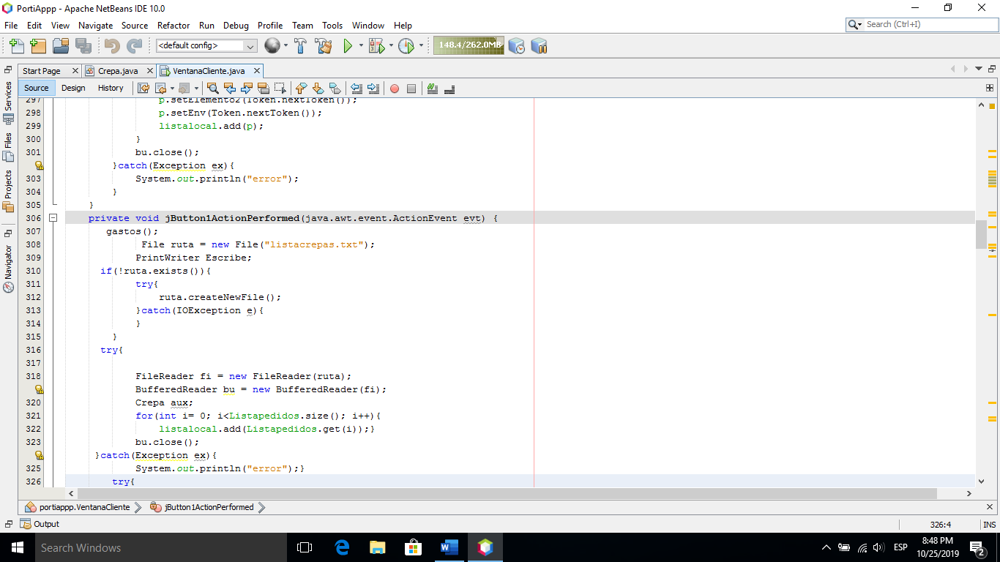 PortiAppp - Apache NetBeans IDE 10.0
File Edit View Navigate Source Refactor Run Debug Profile Team Tools Window Help
Search (Ctrl+I)
<default config>
148.4/262.0MB
Start Page
Crepa.java
VentanaCliente.java
Source Design History
Services
Files
Projects
Navigator
297 p.setElemento2(Token.nextToken());
298 p.setEnv(Token.nextToken());
299 listalocal.add(p);
300 }
301 bu.close();
}catch(Exception ex){
303 System.out.println("error");
304 }
305 }
306 private void jButton1ActionPerformed(java.awt.event.ActionEvent evt) {
307 gastos();
308 File ruta = new File("listacrepas.txt");
309 PrintWriter Escribe;
310 if(!ruta.exists()){
311 try{
312 ruta.createNewFile();
313 }catch(IOException e){
314 }
315 }
316 try{
317
318 FileReader fi = new FileReader(ruta);
BufferedReader bu = new BufferedReader(fi);
320 Crepa aux;
321 for(int i= 0; i<Listapedidos.size(); i++){
322 listalocal.add(Listapedidos.get(i));}
323 bu.close();
}catch(Exception ex){
325 System.out.println("error");}
326 try{
portiappp.VentanaCliente
jButton1ActionPerformed
Output
326:4
INS
Search Windows
ESP
8:48 PM
10/25/2019
2